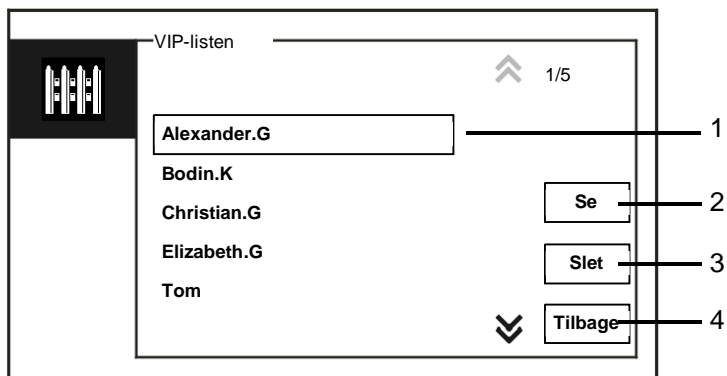 VIP-listen
1/5
Alexander.G
1
Bodin.K
Se
2
Christian.G
Elizabeth.G
Slet
3
Tom
Tilbage
4